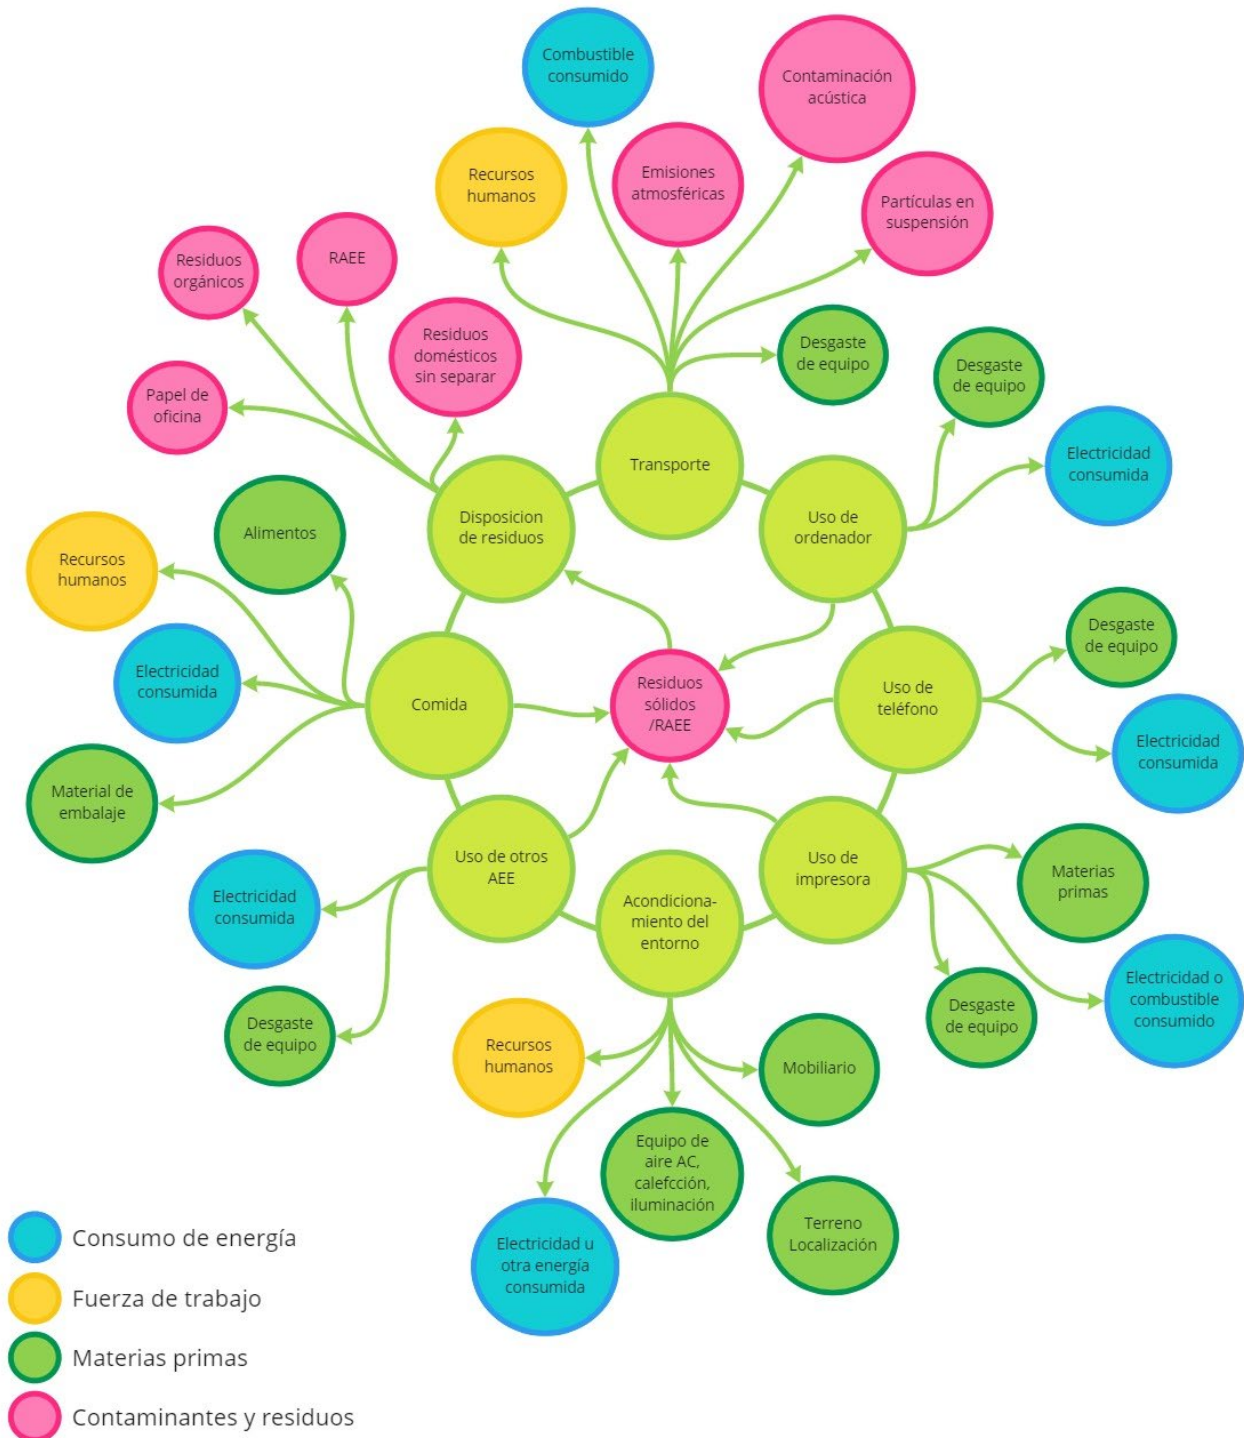 Combustible
consumido
Contaminación
acústica
Recursos
humanos
Emisiones
atmosféricas
Partículas en
suspensión
Residuos
orgánicos
RAEE
Residuos
domésticos
sin separar
Desgaste
de equipo
Desgaste
de equipo
Papel de
oficina
Transporte
Electricidad
consumida
Alimentos
Disposicion
de residuos
Uso de
ordenador
Recursos
humanos
Electricidad
consumida
Comida
Residuos
sólidos
/RAEE
Uso de
teléfono
Desgaste
de equipo
Electricidad
consumida
Material de
embalaje
Uso de otros
AEE
Acondiciona-
miento del
entorno
Uso de
impresora
Materias
primas
Electricidad
consumida
Desgaste
de equipo
Electricidad o
combustible
consumido
Desgaste
de equipo
Recursos
humanos
Mobiliario
Equipo de
aire AC,
calefcción,
iluminación
Terreno
Localización
Electricidad u
otra energía
consumida
Consumo de energía
Fuerza de trabajo
Materias primas
Contaminantes y residuos